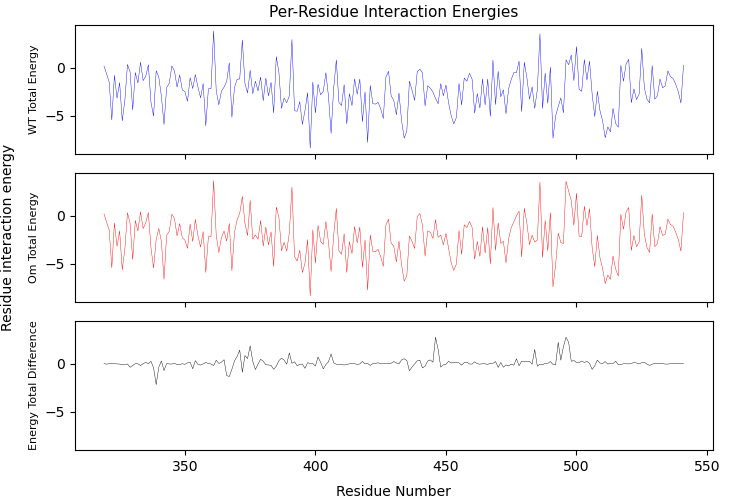 Per-Residue Interaction Energies
Residue interaction energy
WT Total Energy
0
−5
Om Total Energy
0
−5
Energy Total Difference
0
−5
350 400 450 500 550
Residue Number